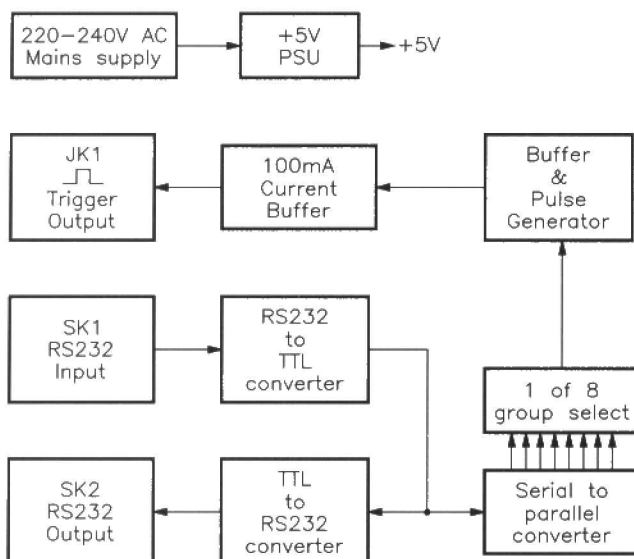 220-240V AC
Mains supply
+5V
PSU
+5V
JK1
Trigger
Output
100mA
Current
Buffer
Buffer
&
Pulse
Generator
SK1
RS232
Input
RS232
to
TTL
converter
1 of 8
group select
SK2
RS232
Output
TTL
to
RS232
converter
Serial to
parallel
converter